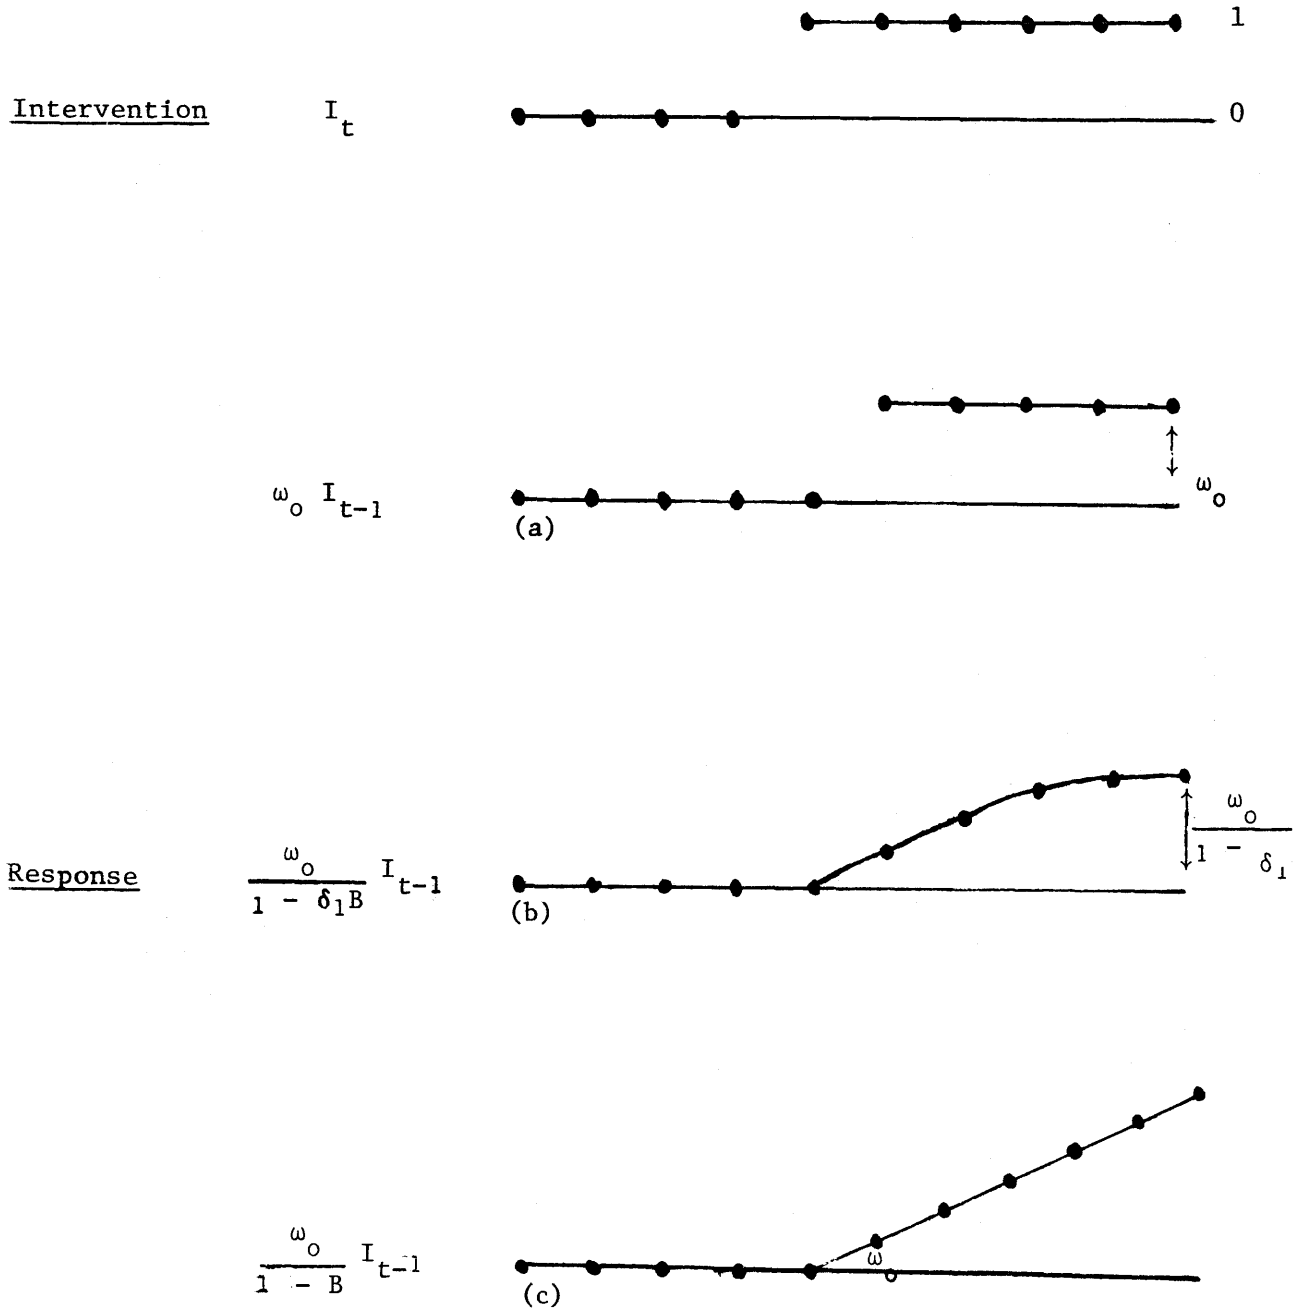 1
Intervention I_t 0
ω_o I_{t-1} ω_o
(a)
Response ω_o / (1 - δ_1B) I_{t-1} ω_o / (1 - δ_1)
(b)
ω_o / (1 - B) I_{t-1} ω_o
(c)